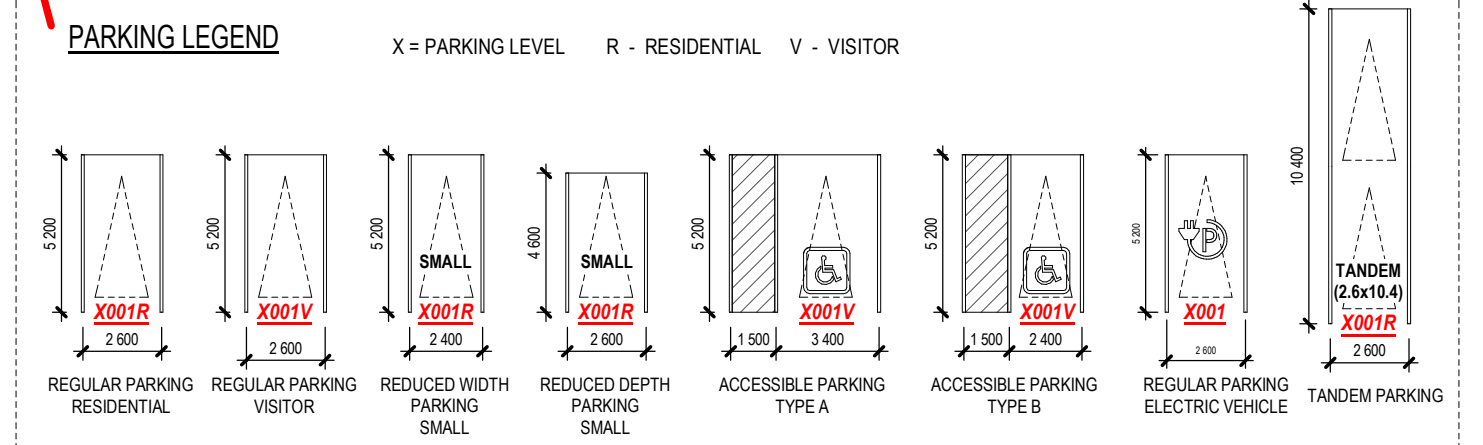 PARKING LEGEND
X = PARKING LEVEL R - RESIDENTIAL V - VISITOR
5 200
X001R
2 600
REGULAR PARKING
RESIDENTIAL
5 200
X001V
2 600
REGULAR PARKING
VISITOR
5 200
SMALL
X001R
2 400
REDUCED WIDTH
PARKING
SMALL
4 600
SMALL
X001R
2 600
REDUCED DEPTH
PARKING
SMALL
5 200
X001V
1 500
3 400
ACCESSIBLE PARKING
TYPE A
5 200
X001V
1 500
2 400
ACCESSIBLE PARKING
TYPE B
5 200
P
X001
2 600
REGULAR PARKING
ELECTRIC VEHICLE
10 400
TANDEM
(2.6x10.4)
X001R
2 600
TANDEM PARKING